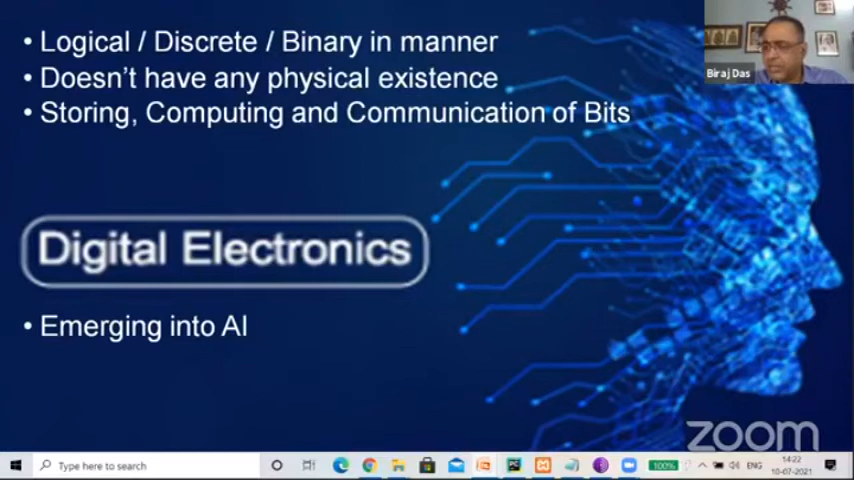 • Logical / Discrete / Binary in manner
• Doesn't have any physical existence
• Storing, Computing and Communication of Bits
Biraj Das
Digital Electronics
• Emerging into AI
zoom
Type here to search
100%
ENG
14:22
10-07-2021